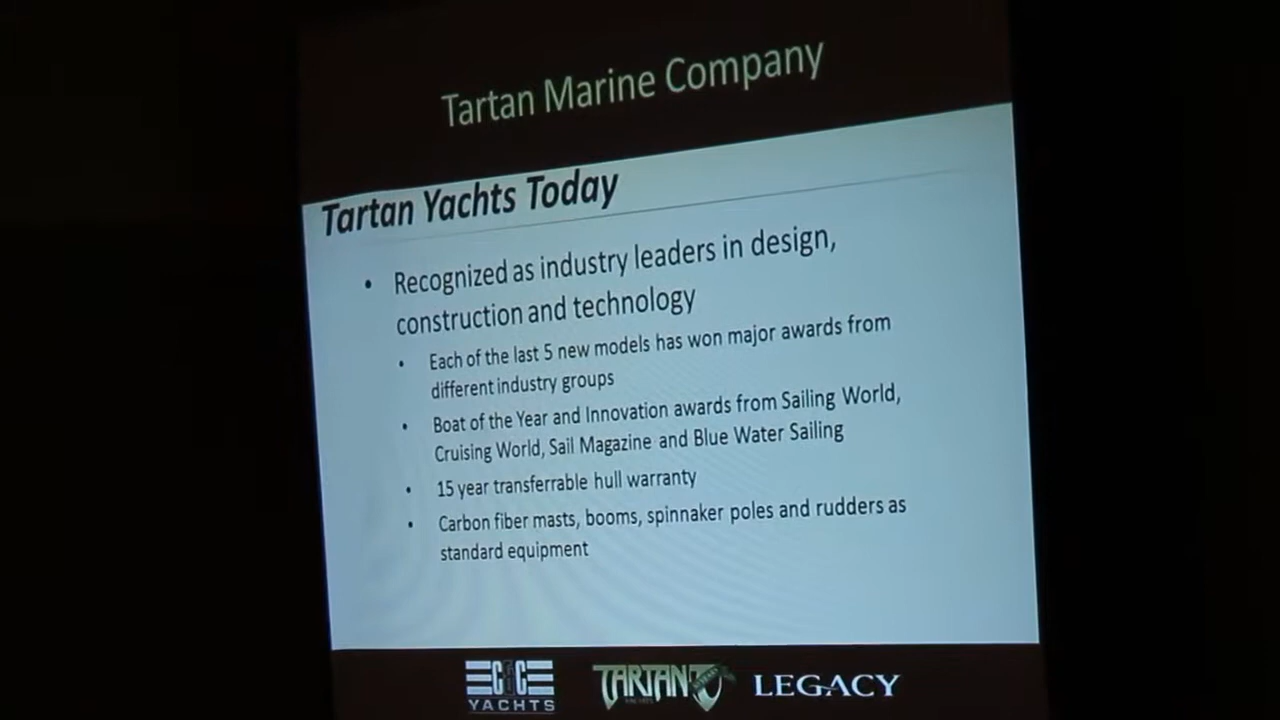 Tartan Marine Company
Tartan Yachts Today
• Recognized as industry leaders in design,
construction and technology
• Each of the last 5 new models has won major awards from
different industry groups
• Boat of the Year and Innovation awards from Sailing World,
Cruising World, Sail Magazine and Blue Water Sailing
• 15 year transferrable hull warranty
• Carbon fiber masts, booms, spinnaker poles and rudders as
standard equipment
C&C
YACHTS
TARTAN
LEGACY